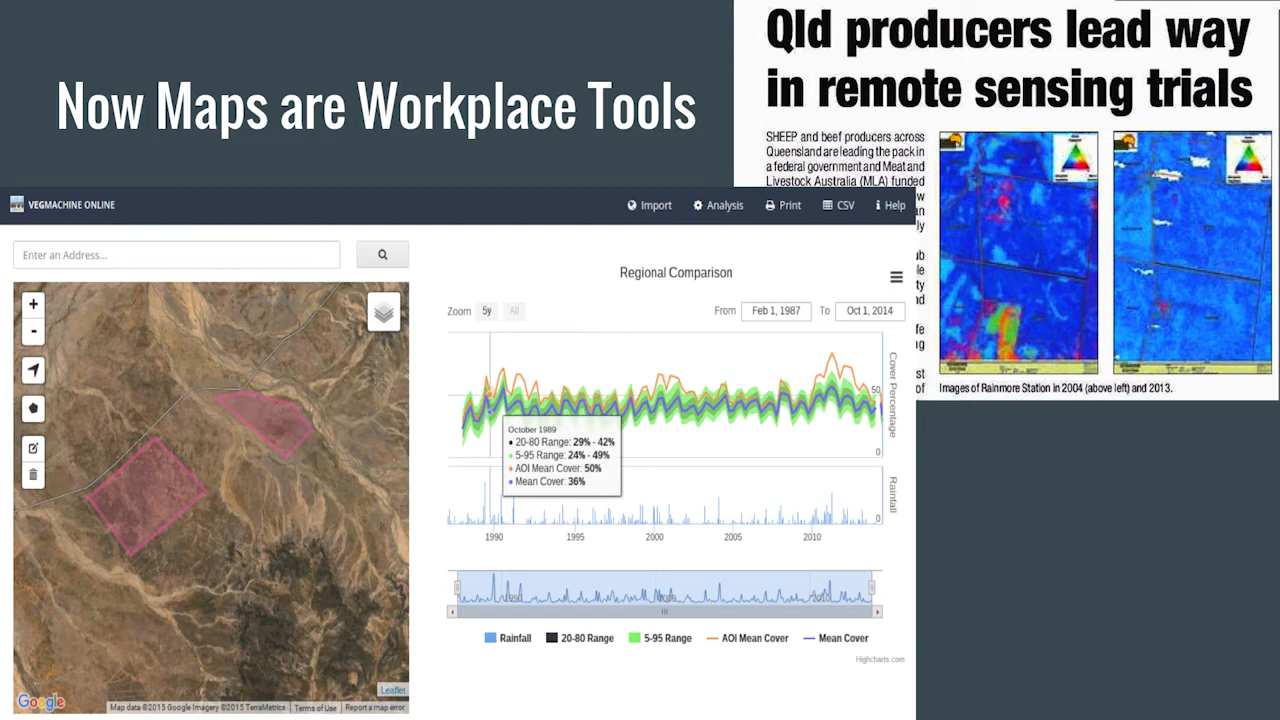 Now Maps are Workplace Tools
Qld producers lead way
in remote sensing trials
SHEEP and beef producers across
Queensland are leading the pack in
a federal government and Meat and
Livestock Australia (MLA) funded
Images of Rainmore Station in 2004 (above left) and 2013.
VEGMACHINE ONLINE
Import Analysis Print CSV Help
Enter an Address...
+
-
Google
Leaflet
Map data ©2015 Google Imagery ©2015 TerraMetrics Terms of Use Report a map error
Regional Comparison
Zoom 5y All From Feb 1, 1987 To Oct 1, 2014
Cover Percentage
50
0
October 1989
20-80 Range: 29% - 42%
5-95 Range: 24% - 49%
AOI Mean Cover: 50%
Mean Cover: 36%
Rainfall
0
1990 1995 2000 2005 2010
1990 2000 2010
Rainfall 20-80 Range 5-95 Range AOI Mean Cover Mean Cover
Highcharts.com